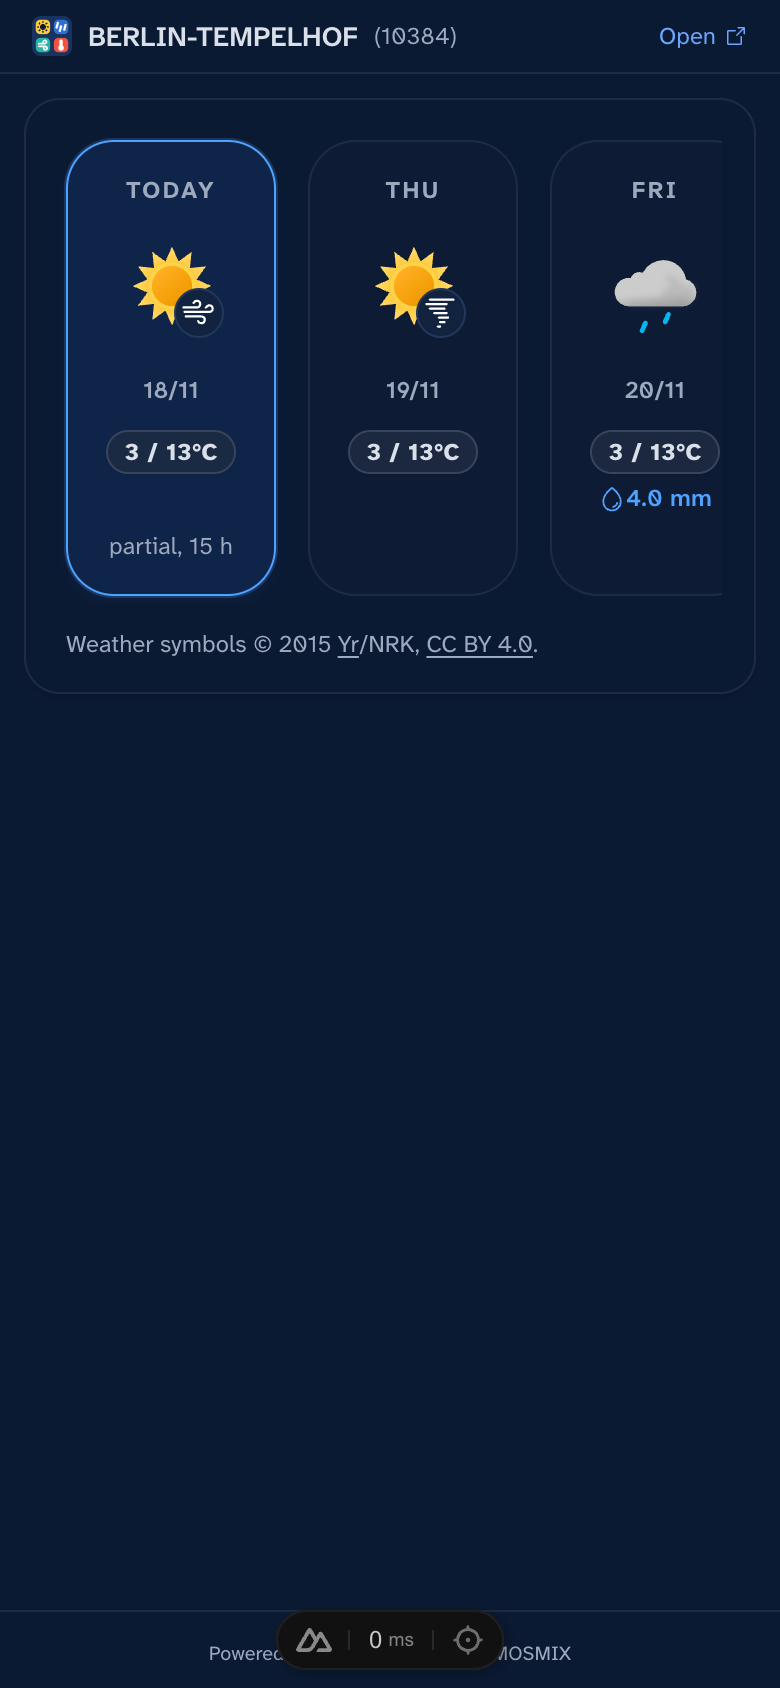 BERLIN-TEMPELHOF (10384) Open
TODAY
18/11
3 / 13°C
partial, 15 h
THU
19/11
3 / 13°C
FRI
20/11
3 / 13°C
4.0 mm
Weather symbols © 2015 Yr/NRK, CC BY 4.0.
0 ms
MOSMIX